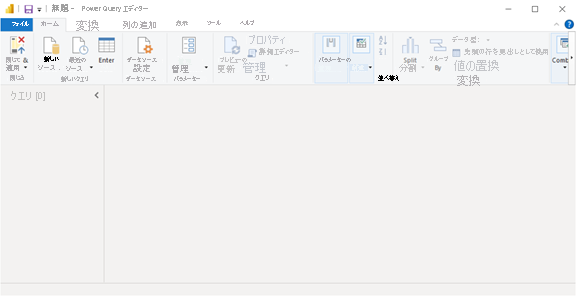 無題 - Power Query エディター
ファイル ホーム 変換 列の追加 表示 ツール ヘルプ
閉じて & 適用
新しい ソース
最近の ソース
Enter
データソース 設定
管理
プレビューの 更新
プロパティ
詳細エディター
管理
パラメーターの
Split 分割
グループ By
データ型:
先頭の行を見出しとして使用
値の置換
Comb
閉じる
新しいクエリ
データソース
パラメーター
クエリ
並べ替え
変換
クエリ [0]